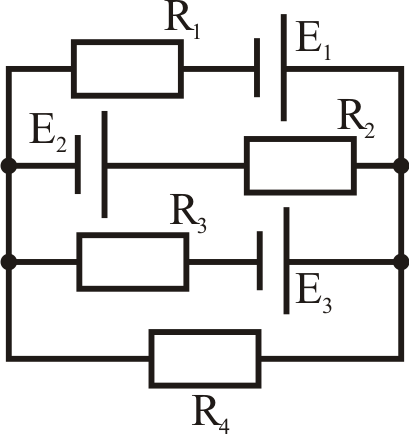 R₁
E₁
E₂
R₂
R₃
E₃
R₄